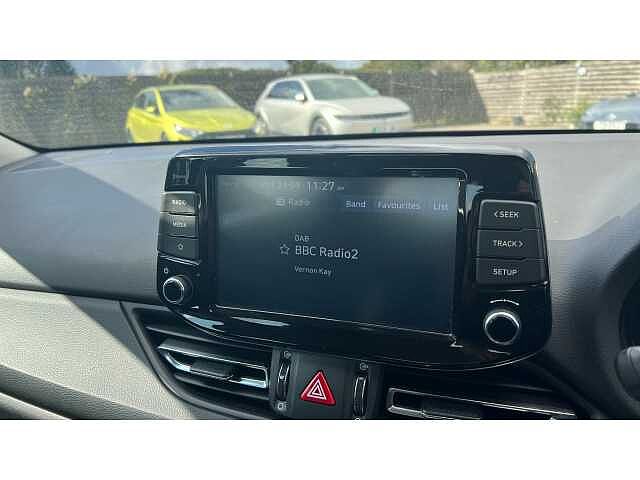 11:27
Radio Band Favourites List
DAB
BBC Radio2
Vernon Kay
RADIO
MEDIA
< SEEK
TRACK >
SETUP